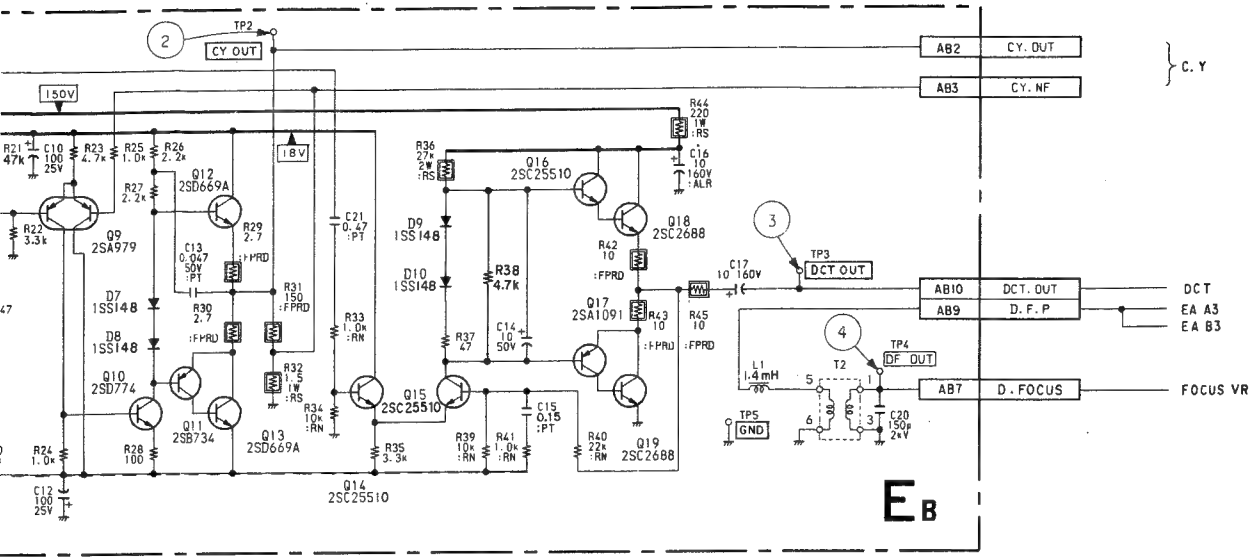 TP2
2
CY OUT
AB2 CY. OUT
C. Y
AB3 CY. NF
150V
R44
220
1W
:RS
R21
47k
C10
100
25V
R23
4.7k
R25
1.0k
R26
2.2k
18V
R36
27k
2W
:RS
Q16
2SC25510
C16
10
160V
:ALR
Q12
2SD669A
R27
2.2k
R22
3.3k
Q9
2SA979
R29
2.7
:FPRD
C21
0.47
:PT
D9
1SS148
Q18
2SC2688
3
C13
0.047
50V
:PT
R42
10
:FPRD
TP3
DCT OUT
C17
10 160V
D10
1SS148
R38
4.7k
R31
150
:FPRD
AB10 DCT. OUT
DCT
47
D7
1SS148
R30
2.7
:FPRD
Q17
2SA1091
R43
10
:FPRD
R45
10
:FPRD
AB9 D. F. P
EA A3
EA B3
D8
1SS148
R33
1.0k
:RN
R37
47
C14
10
50V
4
TP4
DF OUT
L1
1.4mH
T2
5
1
Q10
2SD774
R32
1.5
1W
:RS
AB7 D. FOCUS
FOCUS VR
Q15
2SC25510
R34
10k
:RN
C15
0.15
:PT
TP5
GND
6
3
C20
150p
2kV
Q11
2SB734
Q13
2SD669A
R24
1.0k
R28
100
R35
3.3k
R39
10k
:RN
R41
1.0k
:RN
R40
22k
:RN
Q19
2SC2688
C12
100
25V
Q14
2SC25510
EB